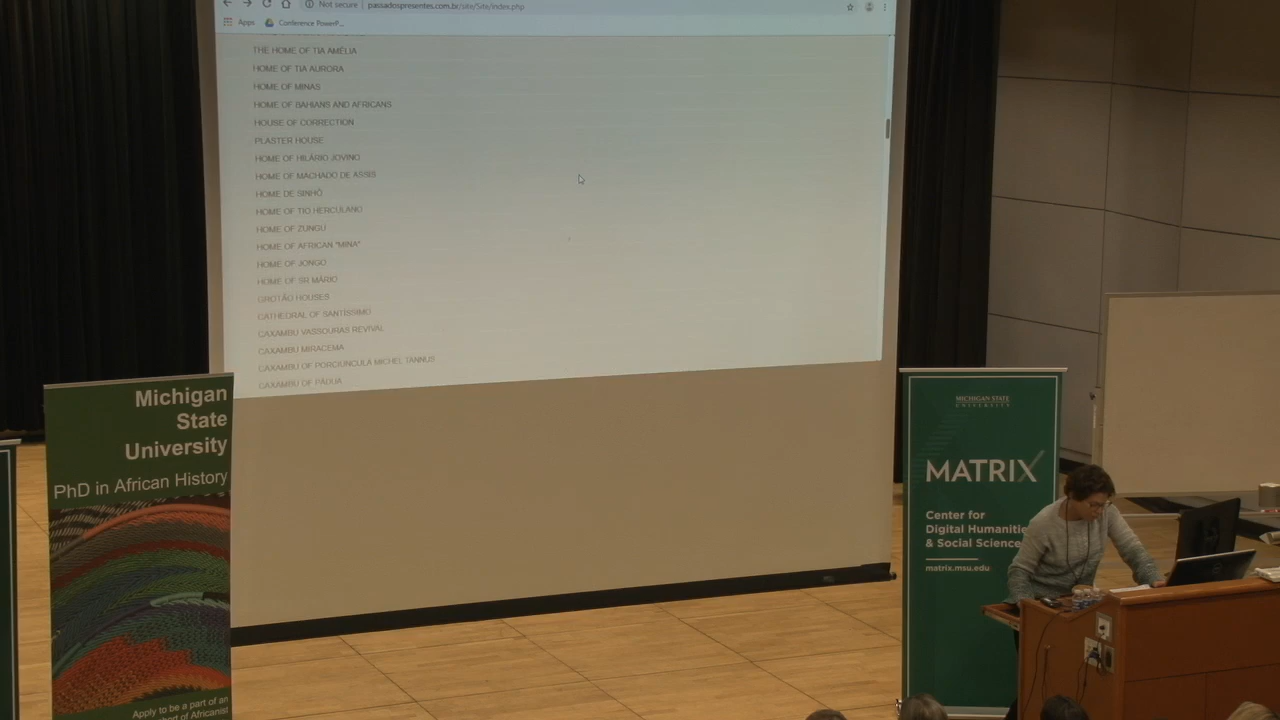 Not secure
passadospresentes.com.br/site/Site/index.php
Apps
Conference PowerP...
THE HOME OF TIA AMÉLIA
HOME OF TIA AURORA
HOME OF MINAS
HOME OF BAHIANS AND AFRICANS
HOUSE OF CORRECTION
PLASTER HOUSE
HOME OF HILÁRIO JOVINO
HOME OF MACHADO DE ASSIS
HOME DE SINHÔ
HOME OF TIO HERCULANO
HOME OF ZUNGU
HOME OF AFRICAN "MINA"
HOME OF JONGO
HOME OF SR MÁRIO
GROTÃO HOUSES
CATHEDRAL OF SANTÍSSIMO
CAXAMBU VASSOURAS REVIVAL
CAXAMBU MIRACEMA
CAXAMBU OF PORCIUNCULA MICHEL TANNUS
CAXAMBU OF PÁDUA
Michigan
State
University
PhD in African History
Apply to be a part of an
ort of Africanist
MICHIGAN STATE
UNIVERSITY
MATRIX
Center for
Digital Humanitie
& Social Science
matrix.msu.edu